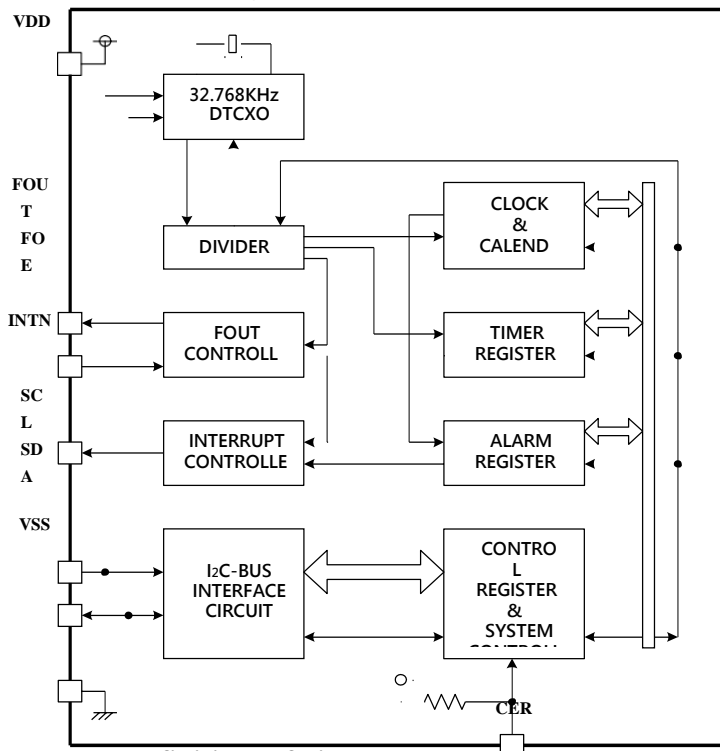 VDD
32.768KHz
DTCXO
FOU
T
FO
E
CLOCK
&
CALEND
DIVIDER
INTN
FOUT
CONTROLL
TIMER
REGISTER
SC
L
SD
A
INTERRUPT
CONTROLLE
ALARM
REGISTER
VSS
I2C-BUS
INTERFACE
CIRCUIT
CONTRO
L
REGISTER
&
SYSTEM
CER